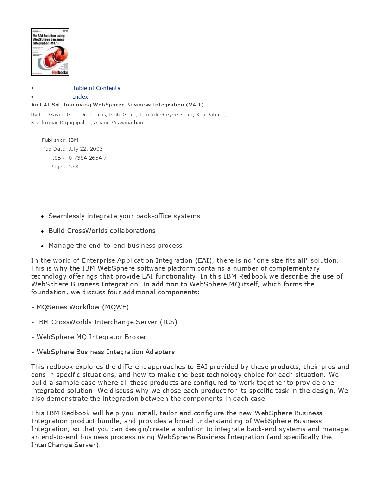 • Table of Contents
• Index
An EAI Solution using WebSphere Business Integration (V4.1)
Publisher: IBM
Pub Date: July 22, 2003
• Seamlessly integrate your back-office systems
• Build CrossWorlds collaborations
• Manage the end-to-end business process
In the world of Enterprise Application Integration (EAI), there is no "one size fits all" solution.
This is why the IBM WebSphere software platform contains a number of complementary
technology offerings that provide EAI functionality. In this IBM Redbook we describe the use of
WebSphere Business Integration. In addition to WebSphere MQ itself, which forms the
foundation, we discuss four additional components:
- MQSeries Workflow (MQWF)
- IBM CrossWorlds Interchange Server (ICS)
- WebSphere MQ Integrator Broker
- WebSphere Business Integration Adapters
This redbook explores the different approaches to EAI provided by these products, their pros and
cons in specific situations, and how to make the best technology choice for each situation. We
build a sample case where all these products are configured to work together to provide one
integrated solution. We discuss why we chose each product for its specific task in the design. We
also demonstrate the integration between the components in each case.
This IBM Redbook will help you install, tailor and configure the new WebSphere Business
Integration product bundle, and provides a broad understanding of WebSphere Business
Integration, so that you can design/create a solution to integrate back-end systems and manage
an end-to-end business process using WebSphere Business Integration (and specifically the
InterChange Server).